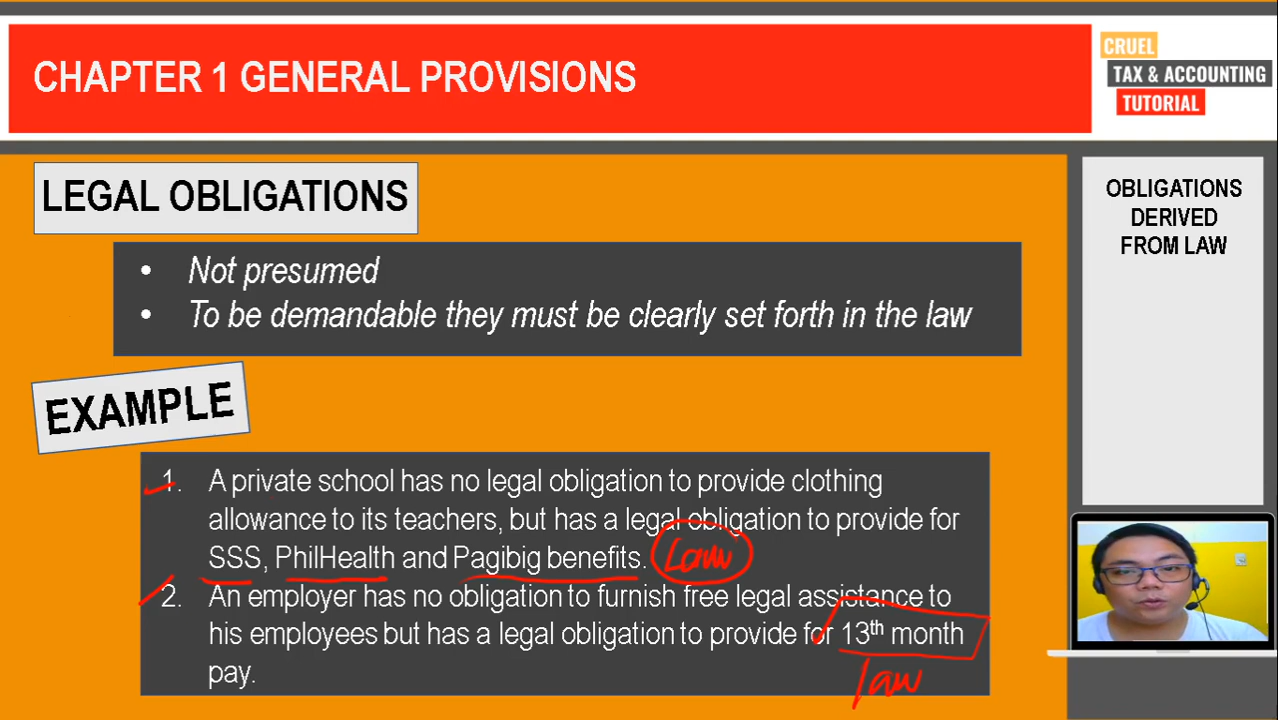 CHAPTER 1 GENERAL PROVISIONS
CRUEL
TAX & ACCOUNTING
TUTORIAL
LEGAL OBLIGATIONS
• Not presumed
• To be demandable they must be clearly set forth in the law
OBLIGATIONS
DERIVED
FROM LAW
EXAMPLE
1. A private school has no legal obligation to provide clothing
allowance to its teachers, but has a legal obligation to provide for
SSS, PhilHealth and Pagibig benefits. Law
2. An employer has no obligation to furnish free legal assistance to
his employees but has a legal obligation to provide for 13th month
pay.
law